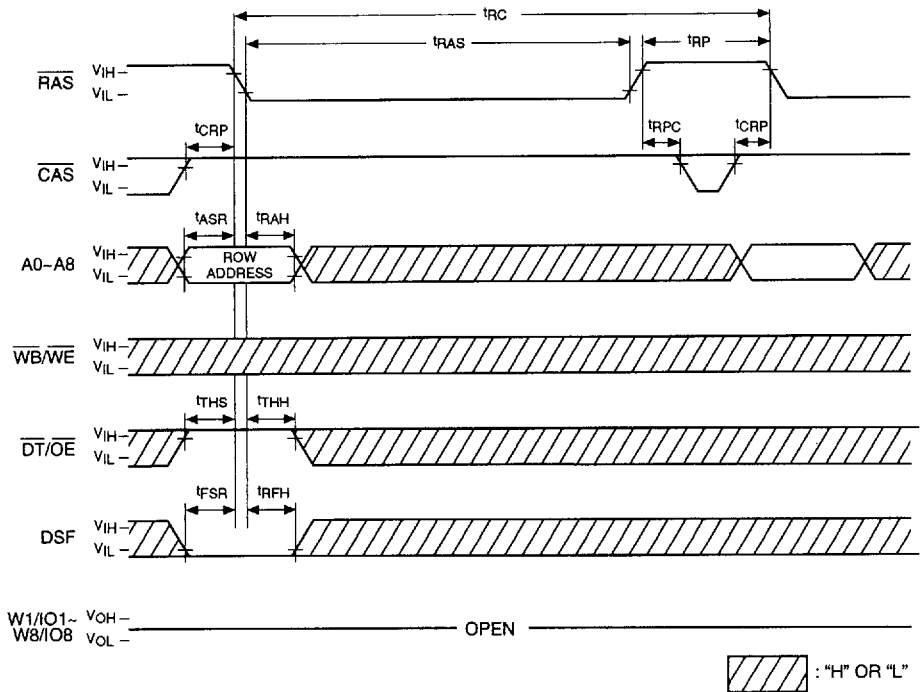 tRC
tRAS
tRP
RAS
VIH
VIL
tCRP
tRPC
tCRP
CAS
VIH
VIL
tASR
tRAH
A0~A8
VIH
VIL
ROW
ADDRESS
WB/WE
VIH
VIL
tTHS
tTHH
DT/OE
VIH
VIL
tFSR
tRFH
DSF
VIH
VIL
W1/IO1~
W8/IO8
VOH
VOL
OPEN
: "H" OR "L"